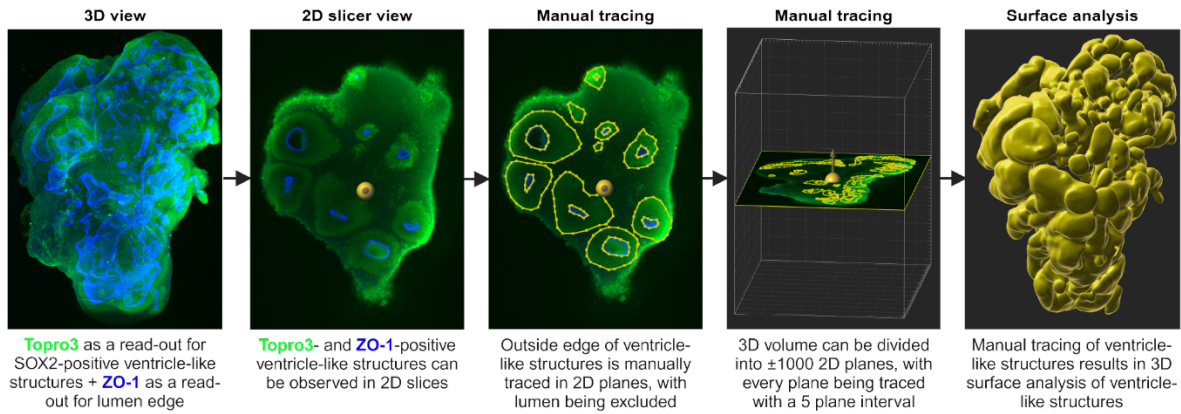 3D view
2D slicer view
Manual tracing
Manual tracing
Surface analysis
Topro3 as a read-out for
SOX2-positive ventricle-like
structures + ZO-1 as a read-
out for lumen edge
Topro3- and ZO-1-positive
ventricle-like structures can
be observed in 2D slices
Outside edge of ventricle-
like structures is manually
traced in 2D planes, with
lumen being excluded
3D volume can be divided
into ±1000 2D planes, with
every plane being traced
with a 5 plane interval
Manual tracing of ventricle-
like structures results in 3D
surface analysis of ventricle-
like structures